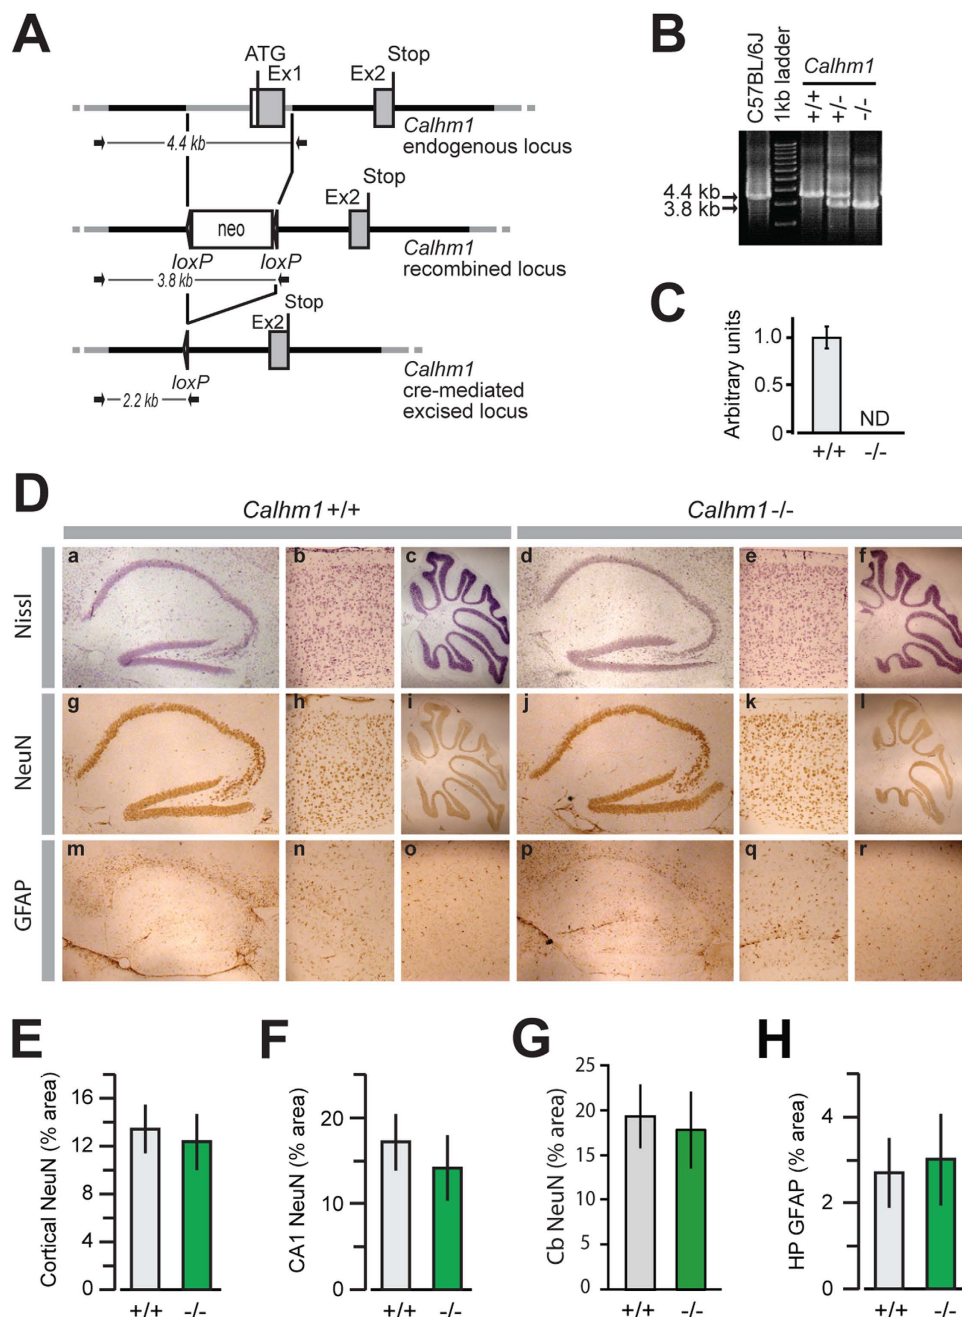 A
ATG
Ex1
Ex2
Stop
Calhm1
endogenous locus
4.4 kb
Stop
Ex2
neo
loxP
loxP
Calhm1
recombined locus
3.8 kb
Stop
Ex2
loxP
Calhm1
cre-mediated
excised locus
2.2 kb
B
C57BL/6J
1kb ladder
Calhm1
+/+
+/-
-/-
4.4 kb
3.8 kb
C
Arbitrary units
1.0
0.5
0
ND
+/+ -/-
D
Calhm1 +/+
Calhm1 -/-
Nissl
a b c d e f
NeuN
g h i j k l
GFAP
m n o p q r
E
Cortical NeuN (% area)
16
12
8
4
0
+/+ -/-
F
CA1 NeuN (% area)
20
10
0
+/+ -/-
G
Cb NeuN (% area)
25
20
15
10
5
0
+/+ -/-
H
HP GFAP (% area)
4
2
0
+/+ -/-